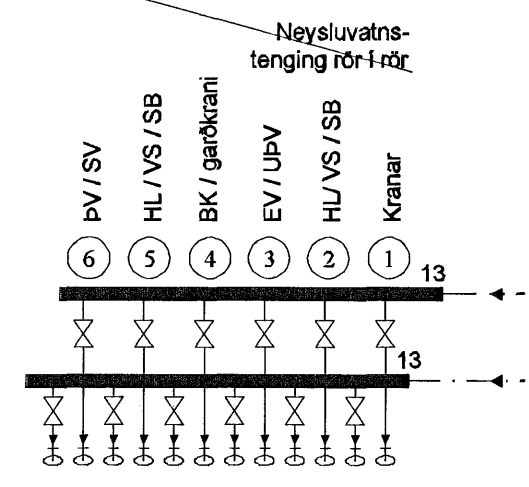 Neysluvatns-
tenging rör í rör
ÞV / SV
HL / VS / SB
BK / garðkrani
EV / UÞV
HL/ VS / SB
Kranar
6 5 4 3 2 1
13
13